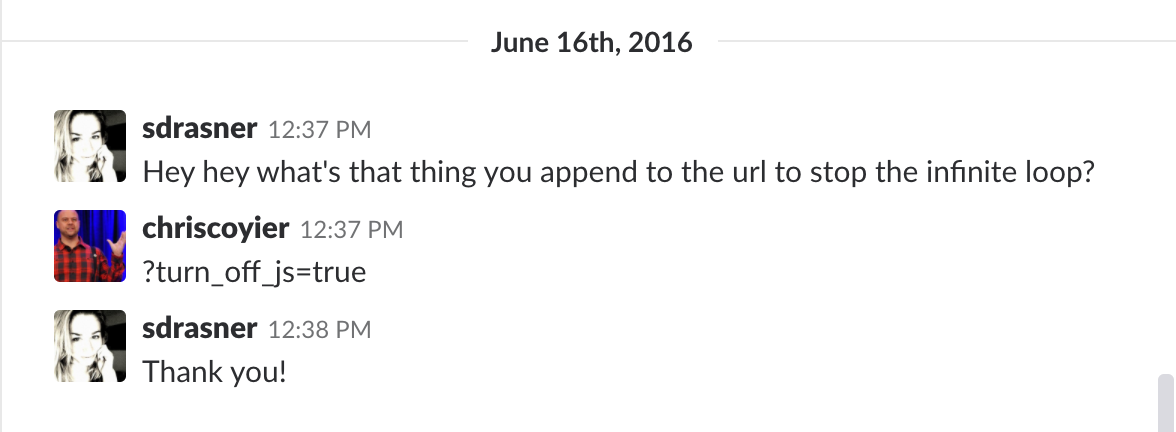 June 16th, 2016
sdrasner 12:37 PM
Hey hey what's that thing you append to the url to stop the infinite loop?
chriscoyier 12:37 PM
?turn_off_js=true
sdrasner 12:38 PM
Thank you!